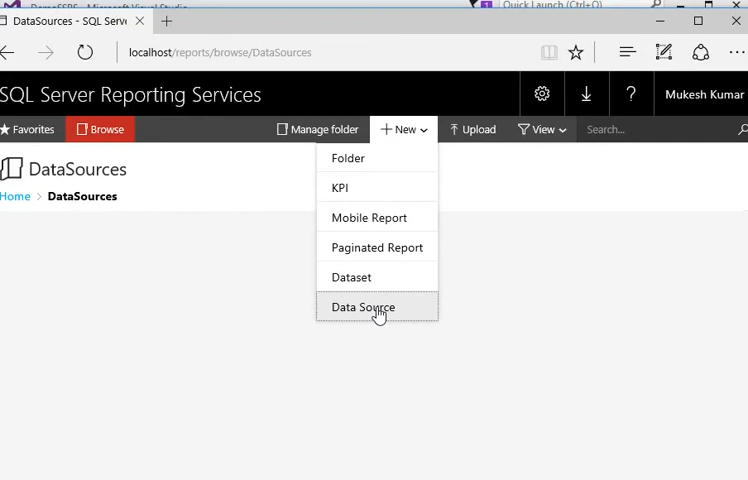 DataSources - SQL Serve
localhost/reports/browse/DataSources
SQL Server Reporting Services
? Mukesh Kumar
Favorites Browse Manage folder + New Upload View Search...
DataSources
Home > DataSources
Folder
KPI
Mobile Report
Paginated Report
Dataset
Data Source